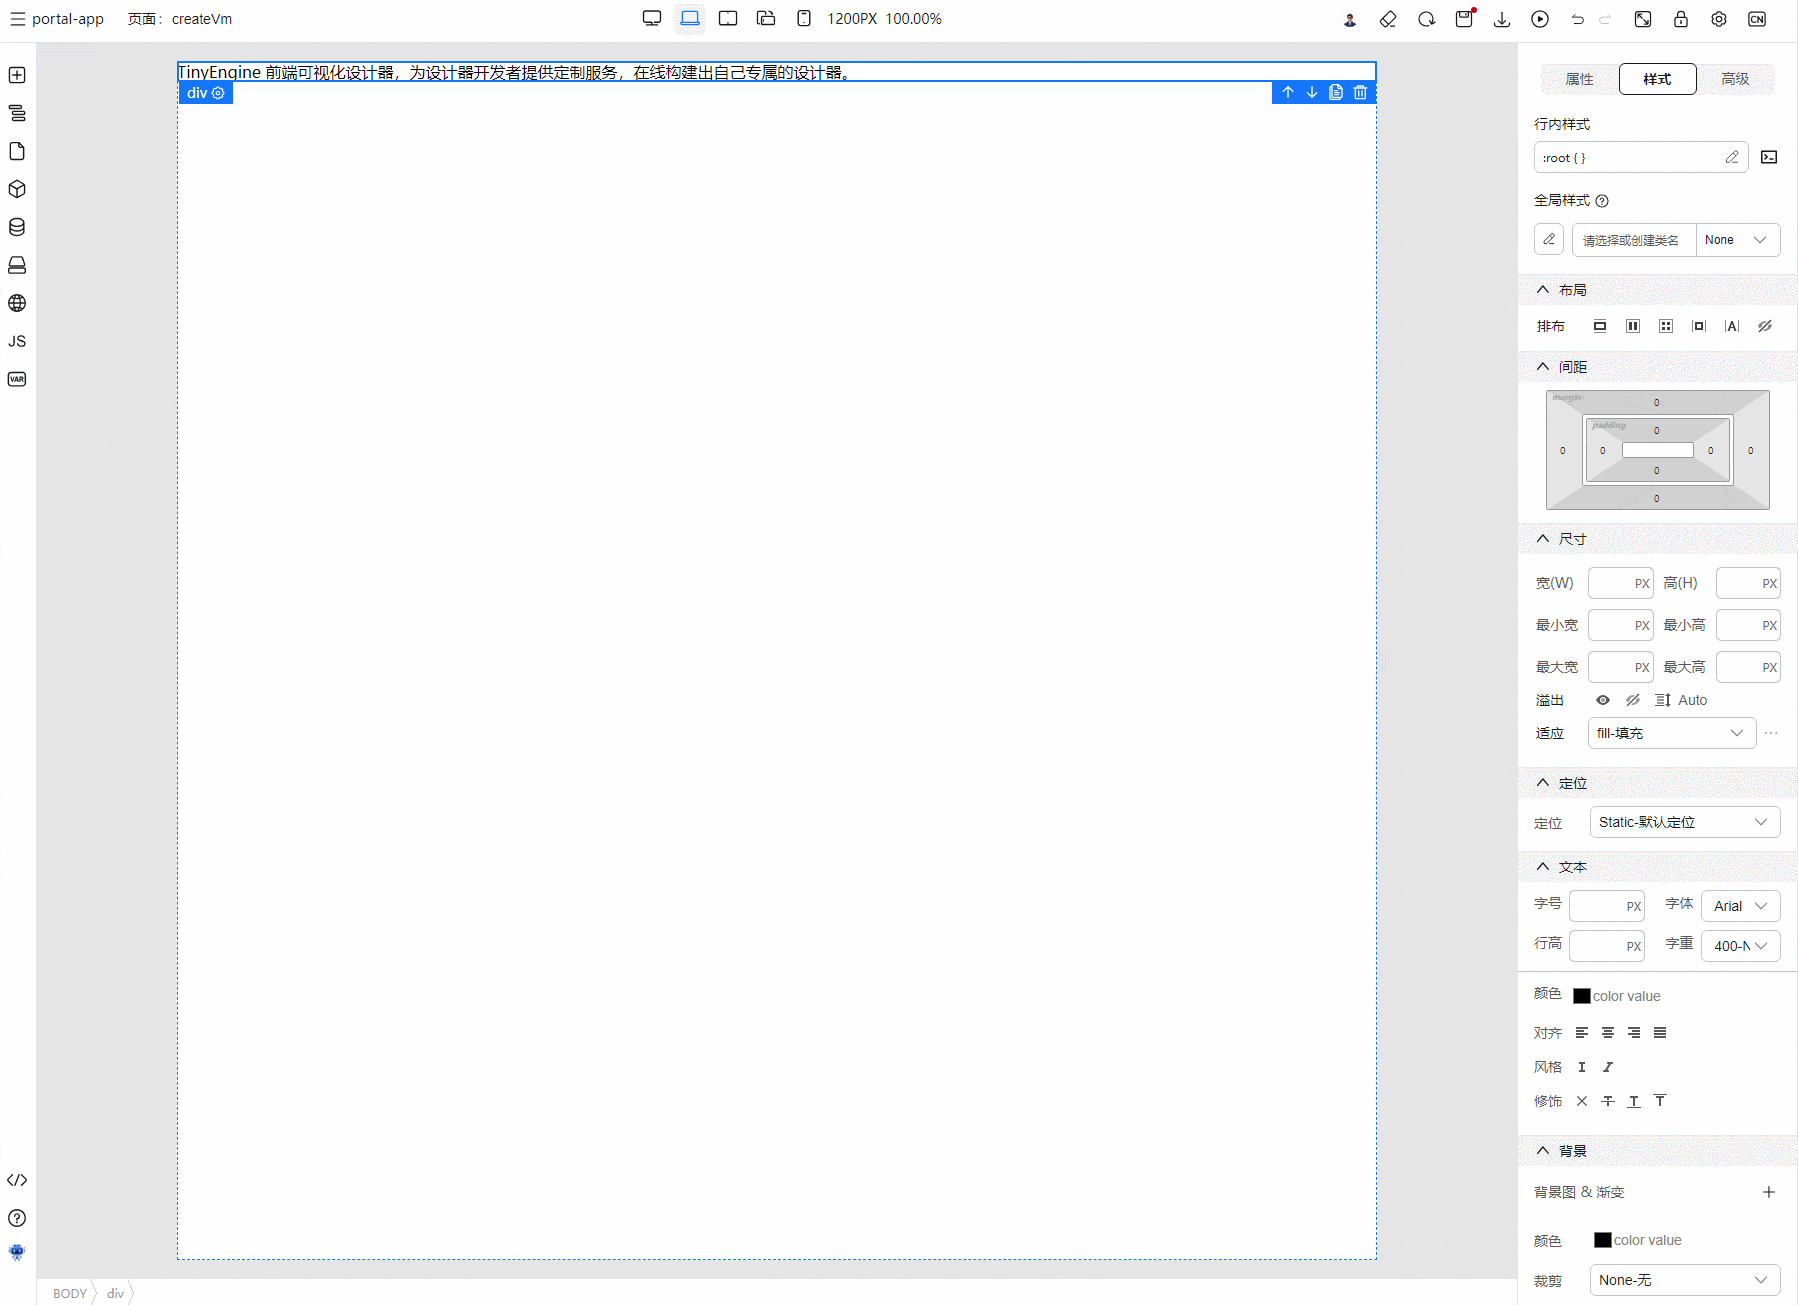 portal-app 页面：createVm 1200PX 100.00% CN
TinyEngine 前端可视化设计器，为设计器开发者提供定制服务，在线构建出自己专属的设计器。
div
JS
VAR
属性 样式 高级
行内样式
:root { }
全局样式
请选择或创建类名 None
布局
排布
间距
margin
0
padding
0
0 0 0 0
0
0
尺寸
宽(W) PX 高(H) PX
最小宽 PX 最小高 PX
最大宽 PX 最大高 PX
溢出 Auto
适应 fill-填充
定位
定位 Static-默认定位
文本
字号 PX 字体 Arial
行高 PX 字重 400-N
颜色 color value
对齐
风格
修饰
背景
背景图 & 渐变
颜色 color value
裁剪 None-无
BODY div